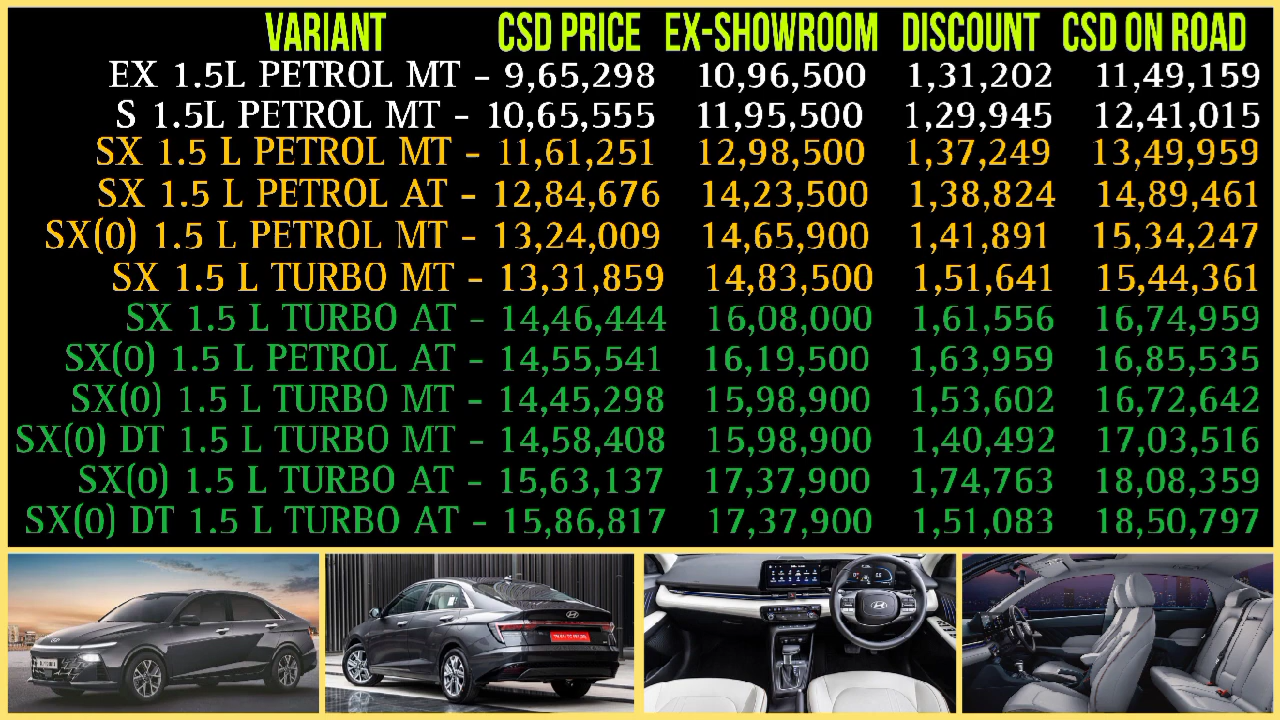 VARIANT CSD PRICE EX-SHOWROOM DISCOUNT CSD ON ROAD
EX 1.5L PETROL MT - 9,65,298 10,96,500 1,31,202 11,49,159
S 1.5L PETROL MT - 10,65,555 11,95,500 1,29,945 12,41,015
SX 1.5 L PETROL MT - 11,61,251 12,98,500 1,37,249 13,49,959
SX 1.5 L PETROL AT - 12,84,676 14,23,500 1,38,824 14,89,461
SX(O) 1.5 L PETROL MT - 13,24,009 14,65,900 1,41,891 15,34,247
SX 1.5 L TURBO MT - 13,31,859 14,83,500 1,51,641 15,44,361
SX 1.5 L TURBO AT - 14,46,444 16,08,000 1,61,556 16,74,959
SX(O) 1.5 L PETROL AT - 14,55,541 16,19,500 1,63,959 16,85,535
SX(O) 1.5 L TURBO MT - 14,45,298 15,98,900 1,53,602 16,72,642
SX(O) DT 1.5 L TURBO MT - 14,58,408 15,98,900 1,40,492 17,03,516
SX(O) 1.5 L TURBO AT - 15,63,137 17,37,900 1,74,763 18,08,359
SX(O) DT 1.5 L TURBO AT - 15,86,817 17,37,900 1,51,083 18,50,797